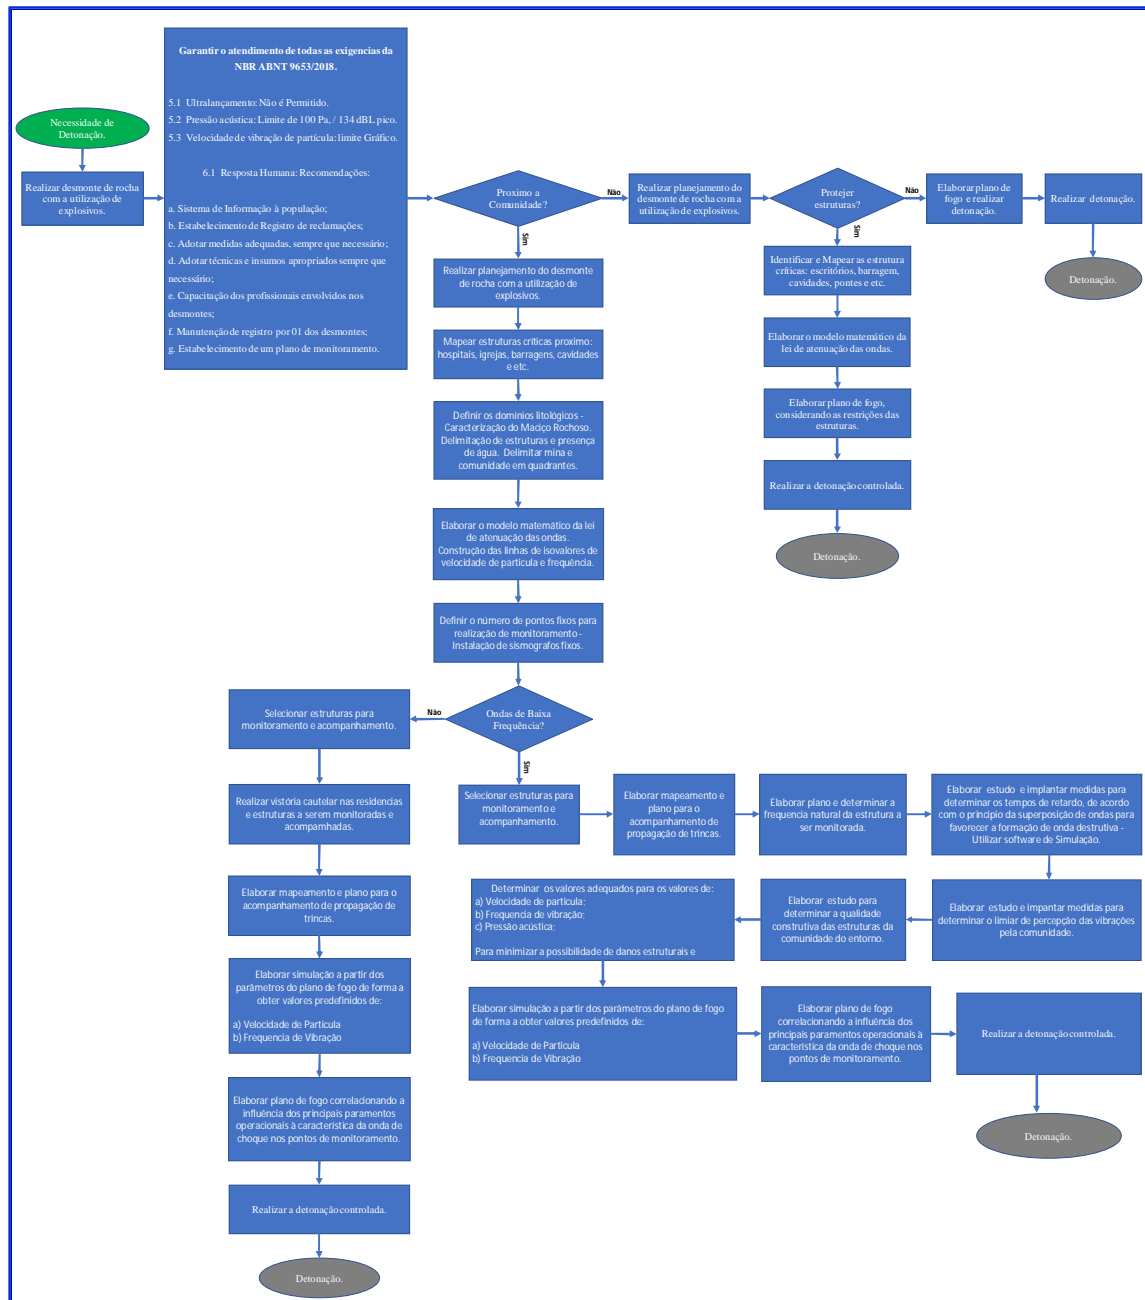 Necessidade de
Detonação.
Realizar desmonte de rocha
com a utilização de
explosivos.
Garantir o atendimento de todas as exigencias da
NBR ABNT 9653/2018.
5.1 Ultralançamento: Não é Permitido.
5.2 Pressão acústica: Limite de 100 Pa, / 134 dBL pico.
5.3 Velocidade de vibração de partícula: limite Gráfico.
6.1 Resposta Humana: Recomendações:
a. Sistema de Informação à população;
b. Estabelecimento de Registro de reclamações;
c. Adotar medidas adequadas, sempre que necessário;
d. Adotar técnicas e insumos apropriados sempre que
necessário;
e. Capacitação dos profissionais envolvidos nos
desmontes;
f. Manutenção de registro por 01 dos desmontes;
g. Estabelecimento de um plano de monitoramento.
Proximo a
Comunidade?
Não
Sim
Realizar planejamento do
desmonte de rocha com a
utilização de explosivos.
Protejer
estruturas?
Não
Sim
Elaborar plano de
fogo e realizar
detonação.
Realizar detonação.
Detonação.
Identificar e Mapear as estrutura
críticas: escritórios, barragem,
cavidades, pontes e etc.
Elaborar o modelo matemático da
lei de atenuação das ondas.
Elaborar plano de fogo,
considerando as restrições das
estruturas.
Realizar a detonação controlada.
Detonação.
Realizar planejamento do desmonte
de rocha com a utilização de
explosivos.
Mapear estruturas críticas proximo:
hospitais, igrejas, barragens, cavidades
e etc.
Definir os domínios litológicos -
Caracterização do Maciço Rochoso.
Delimitação de estruturas e presença
de água. Delimitar mina e
comunidade em quadrantes.
Elaborar o modelo matemático da lei
de atenuação das ondas.
Construção das linhas de isovalores de
velocidade de partícula e frequência.
Definir o número de pontos fixos para
realização de monitoramento -
Instalação de sismografos fixos.
Ondas de Baixa
Frequência?
Não
Sim
Selecionar estruturas para
monitoramento e acompanhamento.
Realizar vistória cautelar nas residencias
e estruturas a serem monitoradas e
acompamhadas.
Elaborar mapeamento e plano para o
acompanhamento de propagação de
trincas.
Elaborar simulação a partir dos
parâmetros do plano de fogo de forma a
obter valores predefinidos de:
a) Velocidade de Partícula
b) Frequencia de Vibração
Elaborar plano de fogo correlacionando a
influência dos principais paramentos
operacionais à característica da onda de
choque nos pontos de monitoramento.
Realizar a detonação controlada.
Detonação.
Selecionar estruturas para
monitoramento e
acompanhamento.
Elaborar mapeamento e
plano para o
acompanhamento de
propagação de trincas.
Elaborar plano e determinar a
frequencia natural da estrutura a
ser monitorada.
Elaborar estudo e implantar medidas para
determinar os tempos de retardo, de acordo
com o princípio da superposição de ondas para
favorecer a formação de onda destrutiva -
Utilizar software de Simulação.
Elaborar estudo e impantar medidas para
determinar o limiar de percepção das vibrações
pela comunidade.
Elaborar estudo para
determinar a qualidade
construtiva das estruturas da
comunidade do entorno.
Determinar os valores adequados para os valores de:
a) Velocidade de partícula;
b) Frequencia de vibração;
c) Pressão acústica:
Para minimizar a possibilidade de danos estruturais e
Elaborar simulação a partir dos parâmetros do plano de fogo
de forma a obter valores predefinidos de:
a) Velocidade de Partícula
b) Frequencia de Vibração
Elaborar plano de fogo
correlacionando a influência dos
principais paramentos operacionais à
característica da onda de choque nos
pontos de monitoramento.
Realizar a detonação controlada.
Detonação.